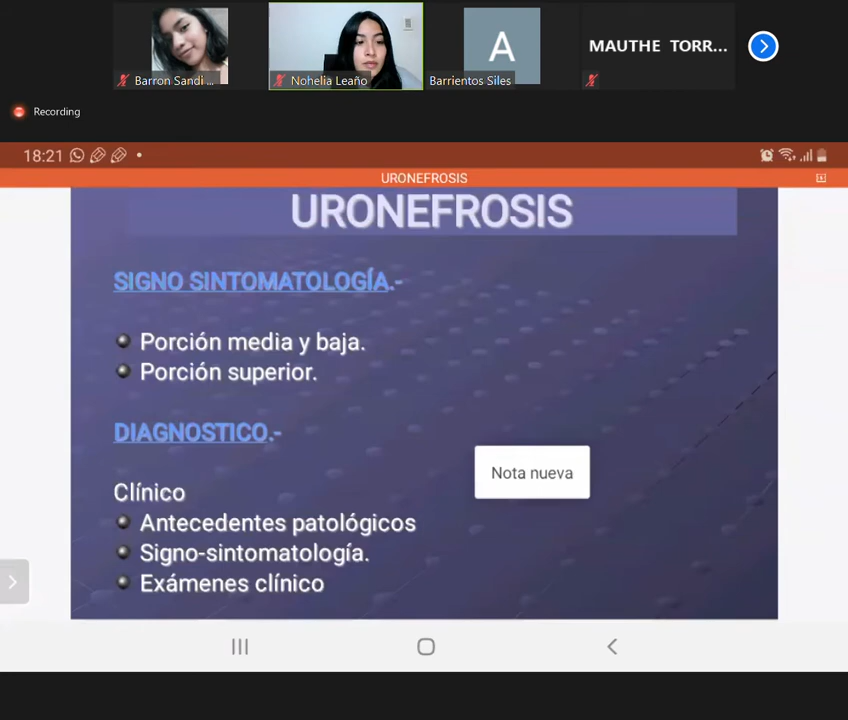 MAUTHE TORR...
Barron Sandi ...
Nohelia Leaño
Barrientos Siles
A
Recording
18:21
URONEFROSIS
URONEFROSIS
SIGNO SINTOMATOLOGÍA.-
Porción media y baja.
Porción superior.
DIAGNOSTICO.-
Nota nueva
Clínico
Antecedentes patológicos
Signo-sintomatología.
Exámenes clínico